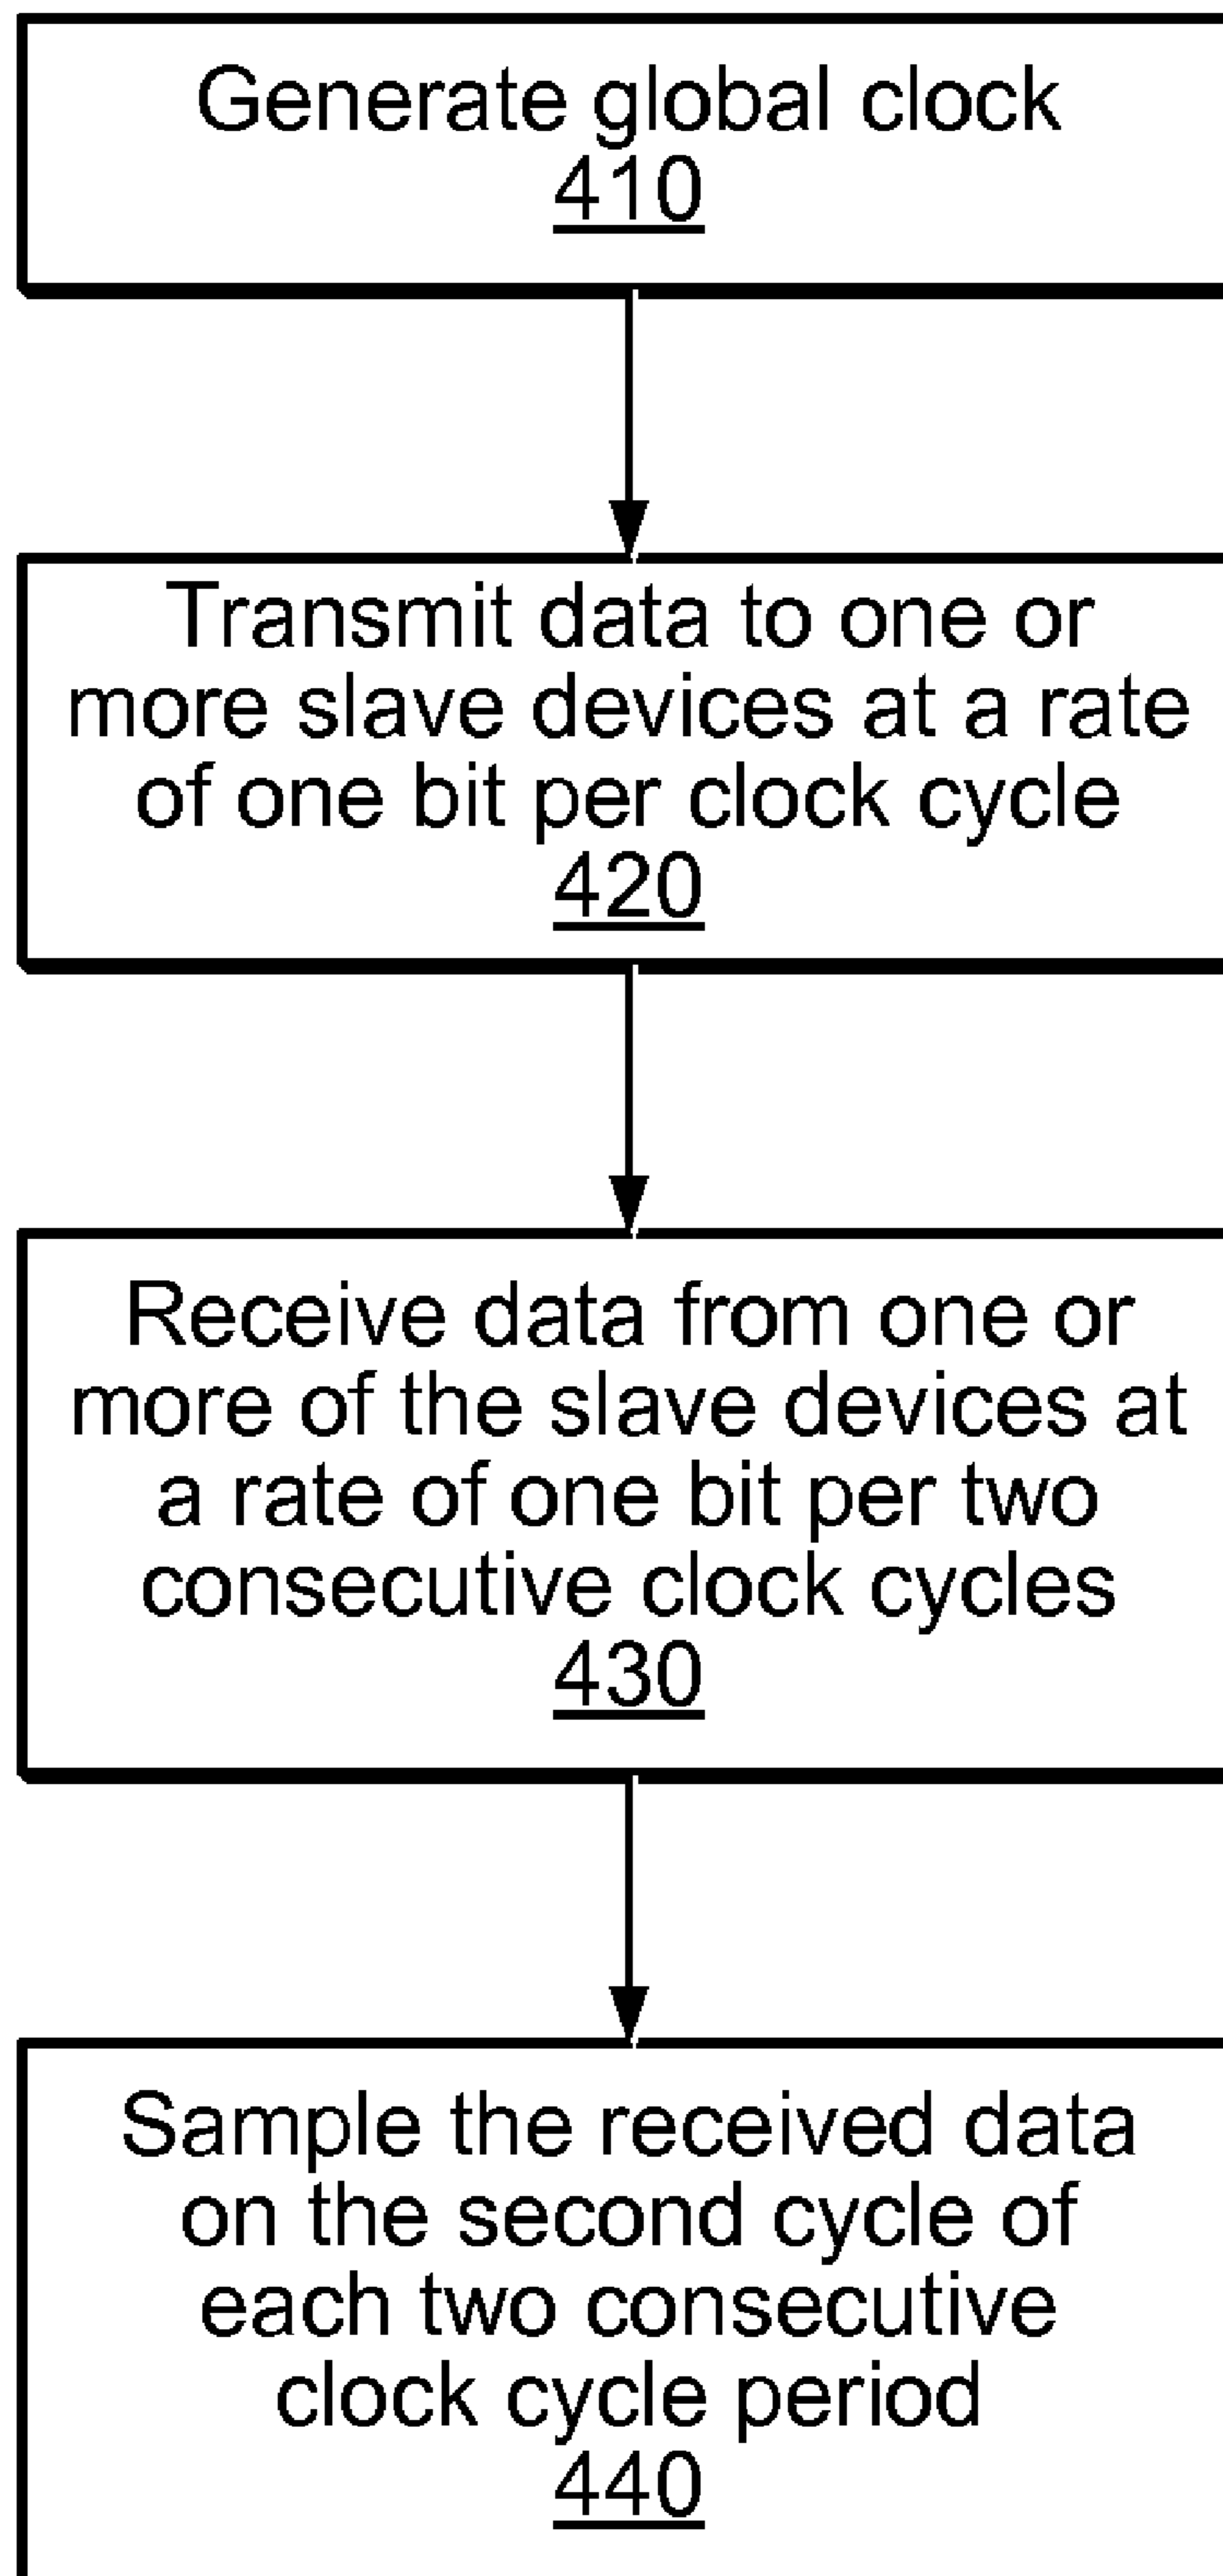 Generate global clock
410
Transmit data to one or
more slave devices at a rate
of one bit per clock cycle
420
Receive data from one or
more of the slave devices at
a rate of one bit per two
consecutive clock cycles
430
Sample the received data
on the second cycle of
each two consecutive
clock cycle period
440